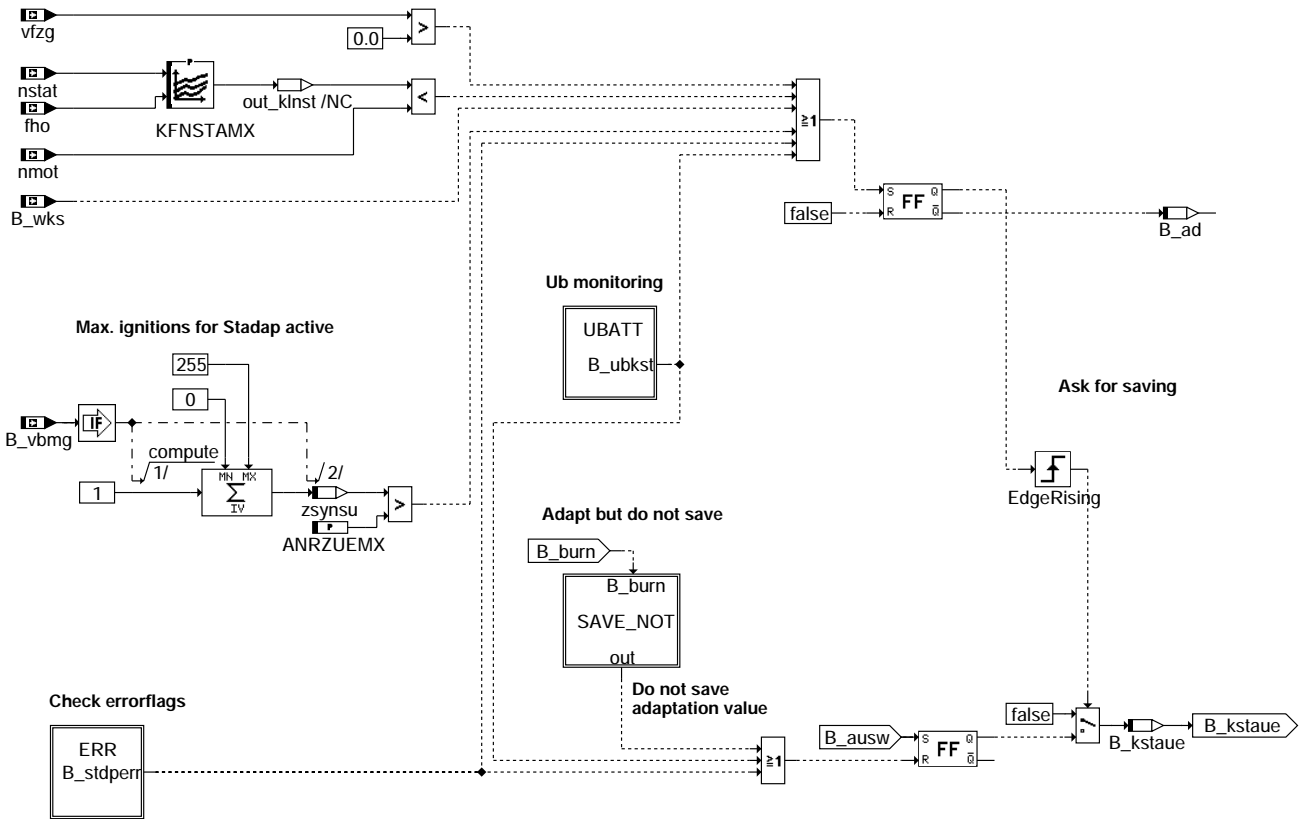 vfzg
>
0.0
nstat
P
out_klnst /NC
<
fho
KFNSTAMX
≥1
nmot
B_wks
S Q
FF
R Q̅
false
B_ad
Ub monitoring
Max. ignitions for Stadap active
UBATT
B_ubkst
255
0
Ask for saving
B_vbmg
IF
compute
1/
2/
MN MX
Σ
IV
1
zsynsu
>
P
ANRZUEMX
EdgeRising
Adapt but do not save
B_burn
B_burn
SAVE_NOT
out
Do not save
adaptation value
Check errorflags
ERR
B_stdperr
≥1
B_ausw
S Q
FF
R Q̅
false
B_kstaue
B_kstaue